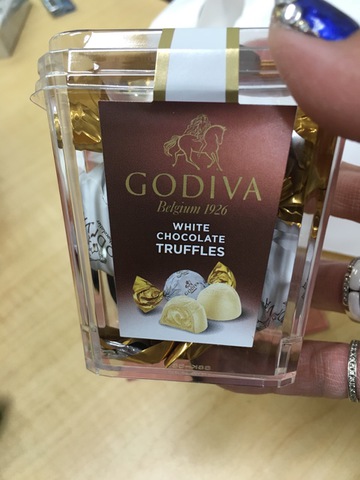 GODIVA
Belgium 1926
WHITE
CHOCOLATE
TRUFFLES